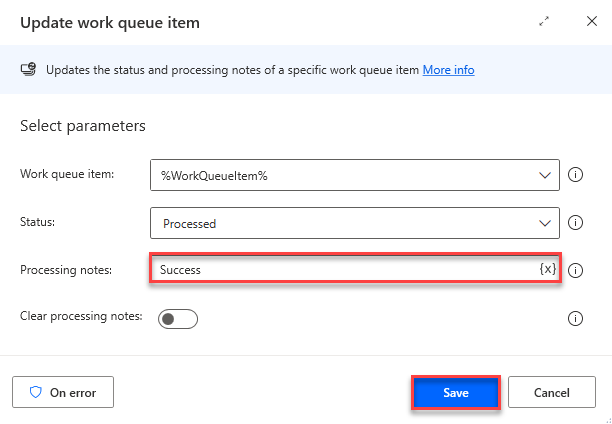 Update work queue item
Updates the status and processing notes of a specific work queue item More info
Select parameters
Work queue item: %WorkQueueItem%
Status: Processed
Processing notes: Success {x}
Clear processing notes:
On error Save Cancel